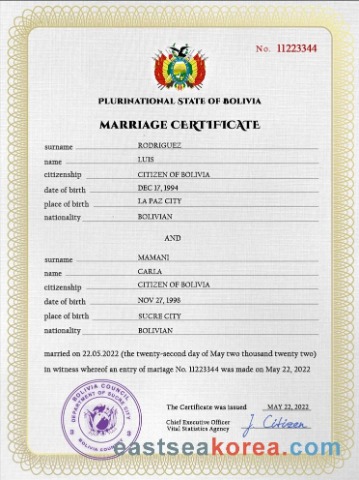 No. 11223344
PLURINATIONAL STATE OF BOLIVIA
MARRIAGE CERTIFICATE
surname RODRIGUEZ
name LUIS
citizenship CITIZEN OF BOLIVIA
date of birth DEC 17, 1994
place of birth LA PAZ CITY
nationality BOLIVIAN
AND
surname MAMANI
name CARLA
citizenship CITIZEN OF BOLIVIA
date of birth NOV 27, 1996
place of birth SUCRE CITY
nationality BOLIVIAN
married on 22.05.2022 (the twenty-second day of May two thousand twenty two)
in witness whereof an entry of marriage No. 11223344 was made on May 22, 2022
BOLIVIA COUNCIL
DEPARTMENT OF SUCRE CITY
BOLIVIA COUNCIL
The Certificate was issued MAY 22, 2022
Chief Executive Officer
Vital Statistics Agency
J. Citizen
eastseakorea.com